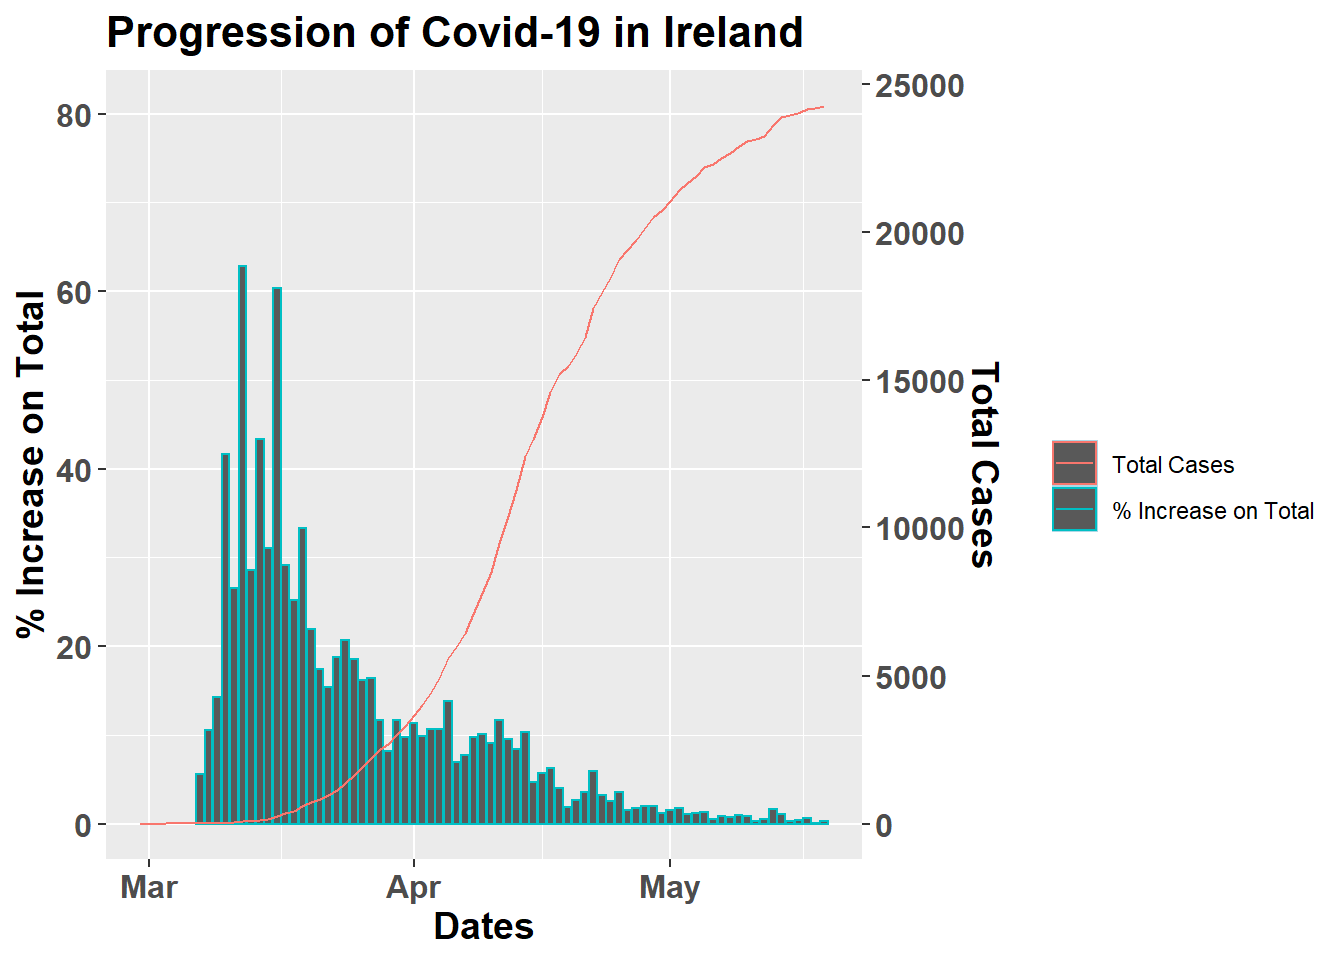 Progression of Covid-19 in Ireland
% Increase on Total
80
60
40
20
0
25000
20000
15000
10000
5000
0
Total Cases
Mar
Apr
May
Dates
Total Cases
% Increase on Total